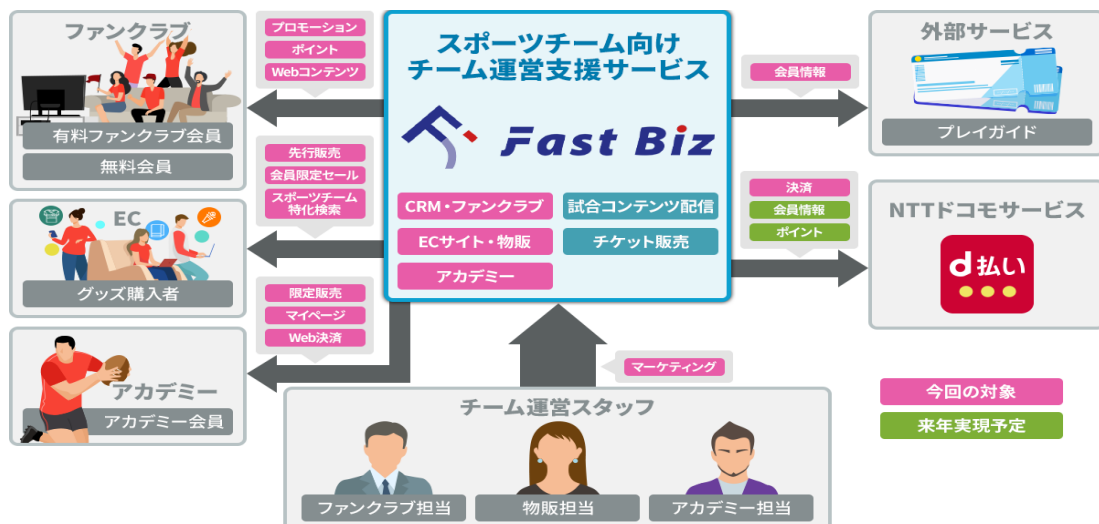 ファンクラブ
有料ファンクラブ会員
無料会員
プロモーション
ポイント
Webコンテンツ
スポーツチーム向け
チーム運営支援サービス
Fast Biz
CRM・ファンクラブ
試合コンテンツ配信
ECサイト・物販
チケット販売
アカデミー
会員情報
外部サービス
プレイガイド
先行販売
会員限定セール
スポーツチーム
特化検索
EC
グッズ購入者
決済
会員情報
ポイント
NTTドコモサービス
d払い
限定販売
マイページ
Web決済
アカデミー
アカデミー会員
マーケティング
チーム運営スタッフ
ファンクラブ担当
物販担当
アカデミー担当
今回の対象
来年実現予定